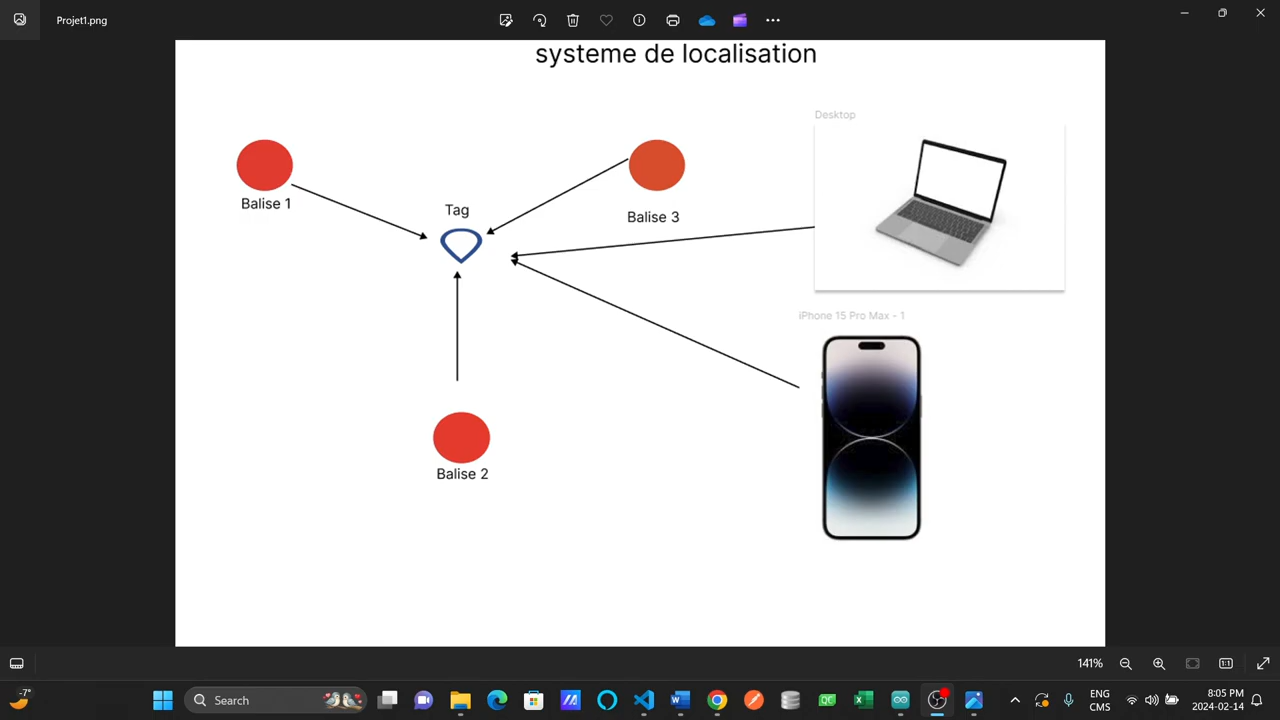 Projet1.png
systeme de localisation
Desktop
Balise 1
Tag
Balise 3
iPhone 15 Pro Max - 1
Balise 2
141%
-7°
Search
ENG
CMS
8:05 PM
2024-02-14